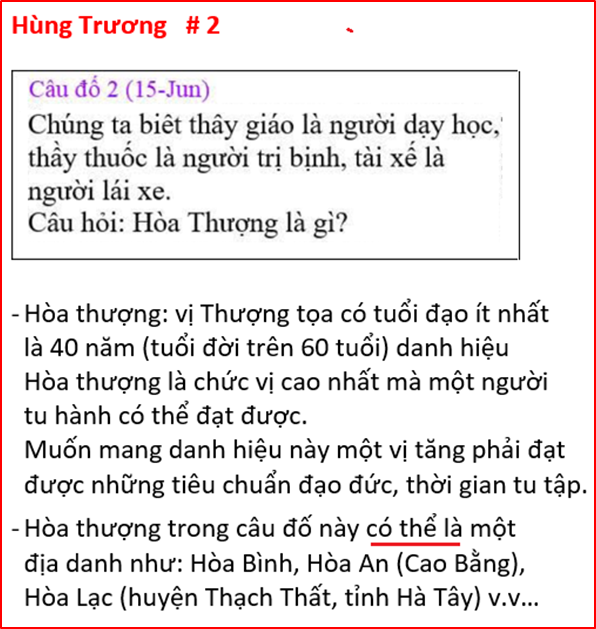 Hùng Trương # 2
Câu đố 2 (15-Jun)
Chúng ta biêt thây giáo là người dạy học,
thầy thuốc là người trị bịnh, tài xế là
người lái xe.
Câu hỏi: Hòa Thượng là gì?
- Hòa thượng: vị Thượng tọa có tuổi đạo ít nhất
là 40 năm (tuổi đời trên 60 tuổi) danh hiệu
Hòa thượng là chức vị cao nhất mà một người
tu hành có thể đạt được.
Muốn mang danh hiệu này một vị tăng phải đạt
được những tiêu chuẩn đạo đức, thời gian tu tập.
- Hòa thượng trong câu đố này có thể là một
địa danh như: Hòa Bình, Hòa An (Cao Bằng),
Hòa Lạc (huyện Thạch Thất, tỉnh Hà Tây) v.v...